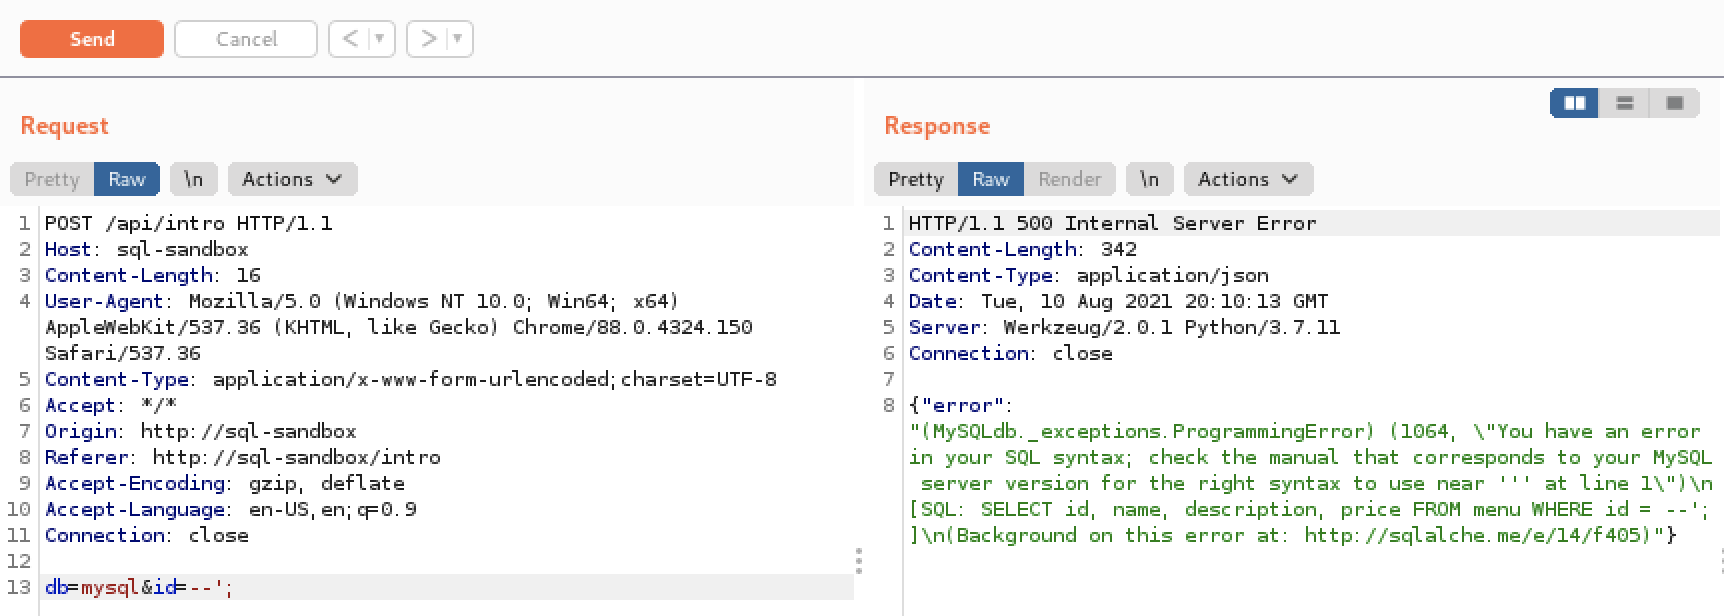 Send Cancel < ▼ > ▼
Request
Pretty Raw \n Actions
1 POST /api/intro HTTP/1.1
2 Host: sql-sandbox
3 Content-Length: 16
4 User-Agent: Mozilla/5.0 (Windows NT 10.0; Win64; x64)
AppleWebKit/537.36 (KHTML, like Gecko) Chrome/88.0.4324.150
Safari/537.36
5 Content-Type: application/x-www-form-urlencoded;charset=UTF-8
6 Accept: */*
7 Origin: http://sql-sandbox
8 Referer: http://sql-sandbox/intro
9 Accept-Encoding: gzip, deflate
10 Accept-Language: en-US,en;q=0.9
11 Connection: close
12
13 db=mysql&id=--';
Response
Pretty Raw Render \n Actions
1 HTTP/1.1 500 Internal Server Error
2 Content-Length: 342
3 Content-Type: application/json
4 Date: Tue, 10 Aug 2021 20:10:13 GMT
5 Server: Werkzeug/2.0.1 Python/3.7.11
6 Connection: close
7
8 {"error":
"(MySQLdb._exceptions.ProgrammingError) (1064, \"You have an error
in your SQL syntax; check the manual that corresponds to your MySQL
server version for the right syntax to use near ''' at line 1\")\n
[SQL: SELECT id, name, description, price FROM menu WHERE id = --';
]\n(Background on this error at: http://sqlalche.me/e/14/f405)"}